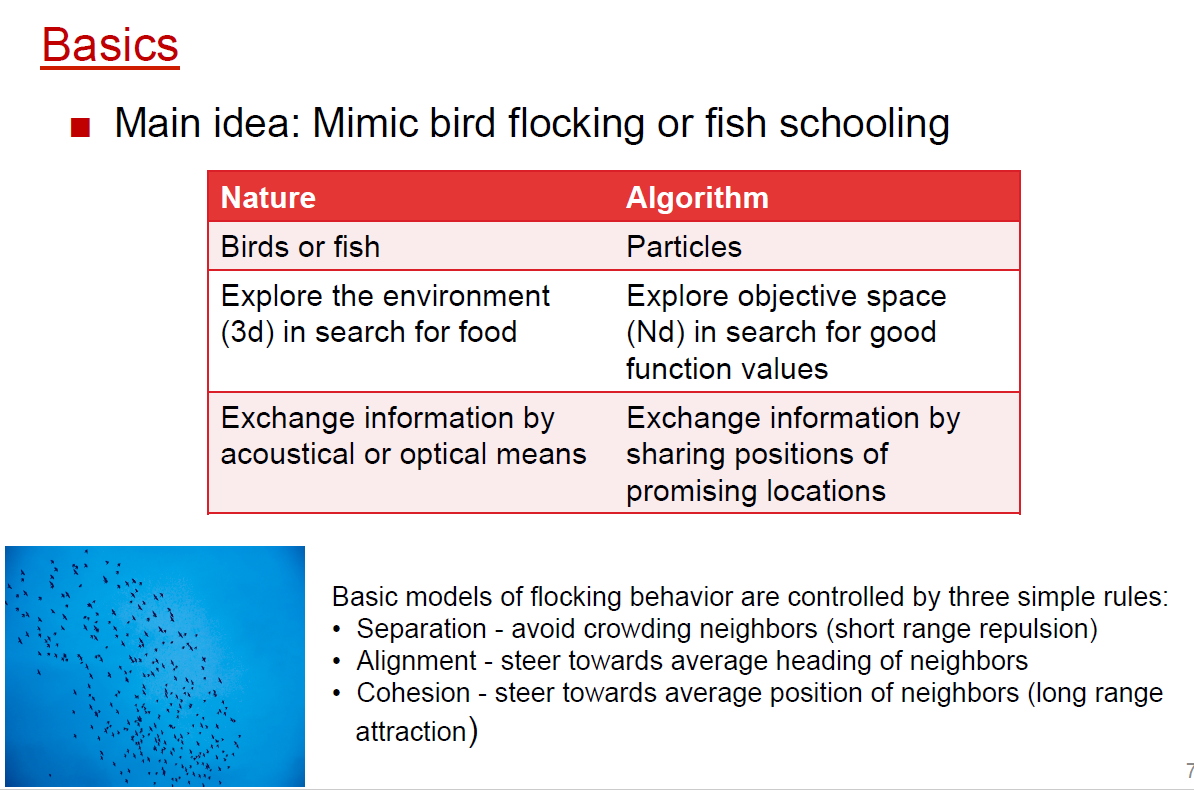 Basics
Main idea: Mimic bird flocking or fish schooling
Nature Algorithm
Birds or fish Particles
Explore the environment Explore objective space
(3d) in search for food (Nd) in search for good
function values
Exchange information by Exchange information by
acoustical or optical means sharing positions of
promising locations
Basic models of flocking behavior are controlled by three simple rules:
• Separation - avoid crowding neighbors (short range repulsion)
• Alignment - steer towards average heading of neighbors
• Cohesion - steer towards average position of neighbors (long range
attraction)
7